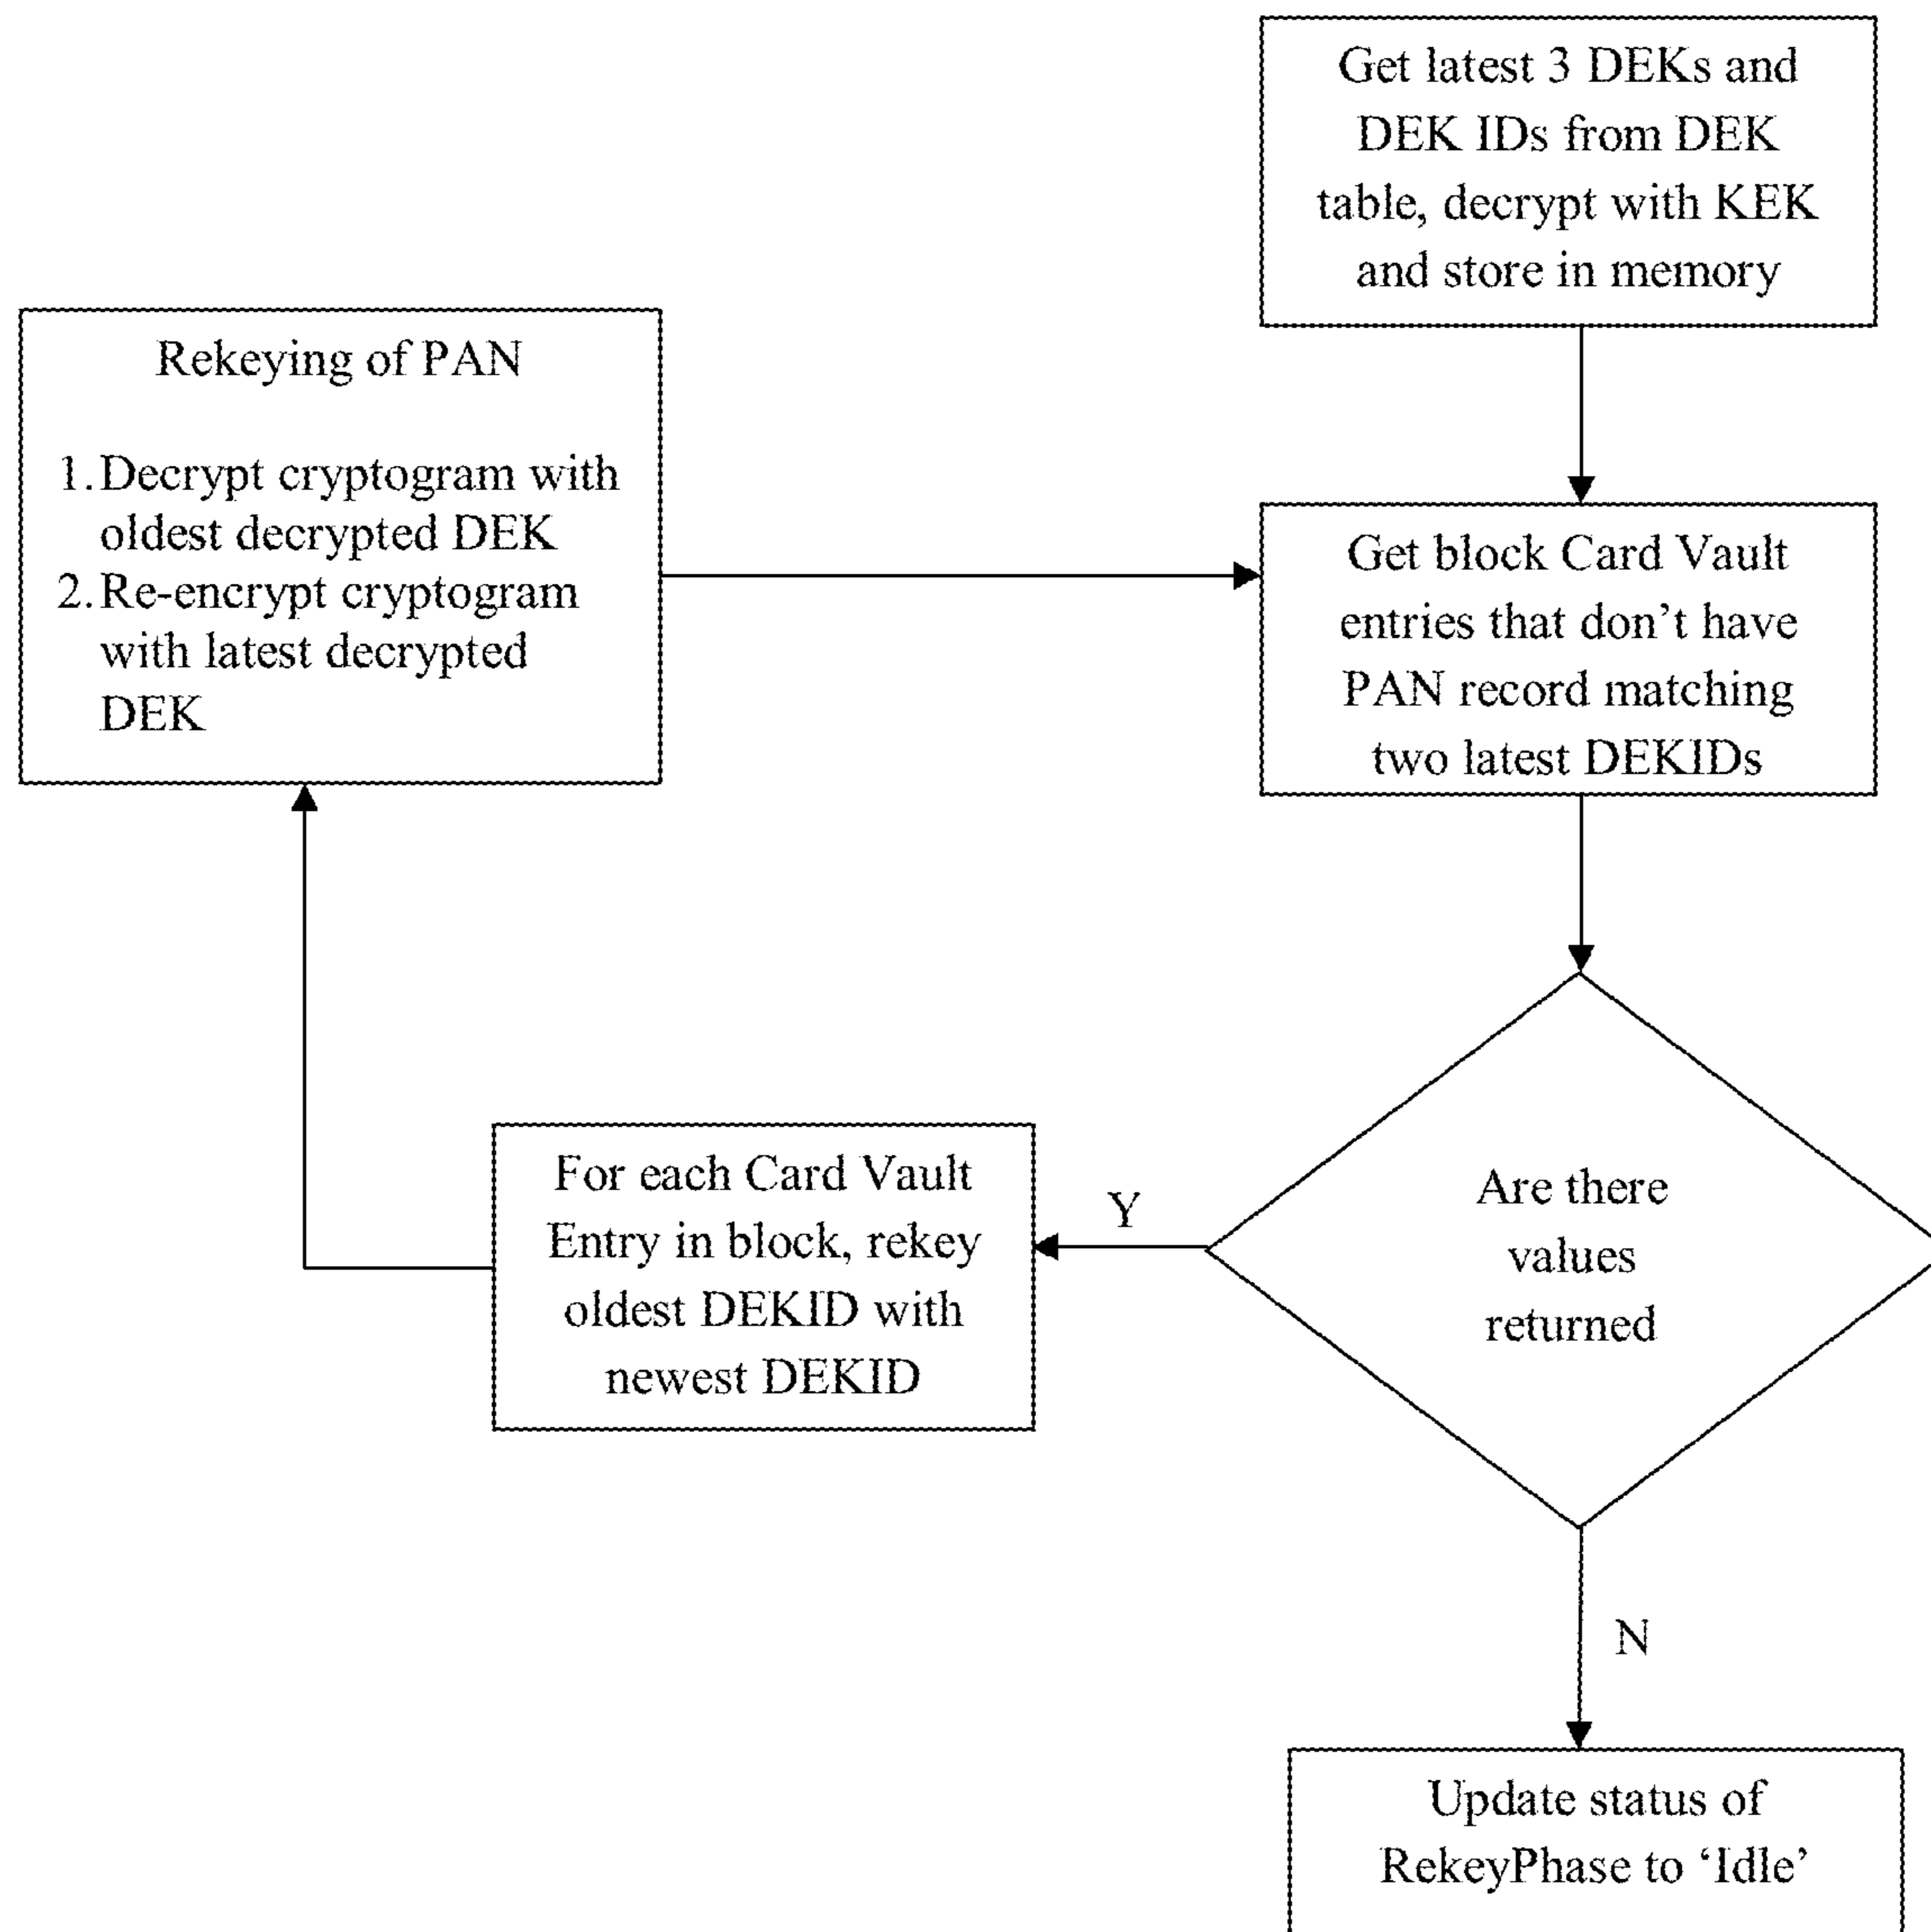 Get latest 3 DEKs and
DEK IDs from DEK
table, decrypt with KEK
and store in memory
Rekeying of PAN
1. Decrypt cryptogram with
oldest decrypted DEK
2. Re-encrypt cryptogram
with latest decrypted
DEK
Get block Card Vault
entries that don’t have
PAN record matching
two latest DEKIDs
For each Card Vault
Entry in block, rekey
oldest DEKID with
newest DEKID
Y
Are there
values
returned
N
Update status of
RekeyPhase to ‘Idle’